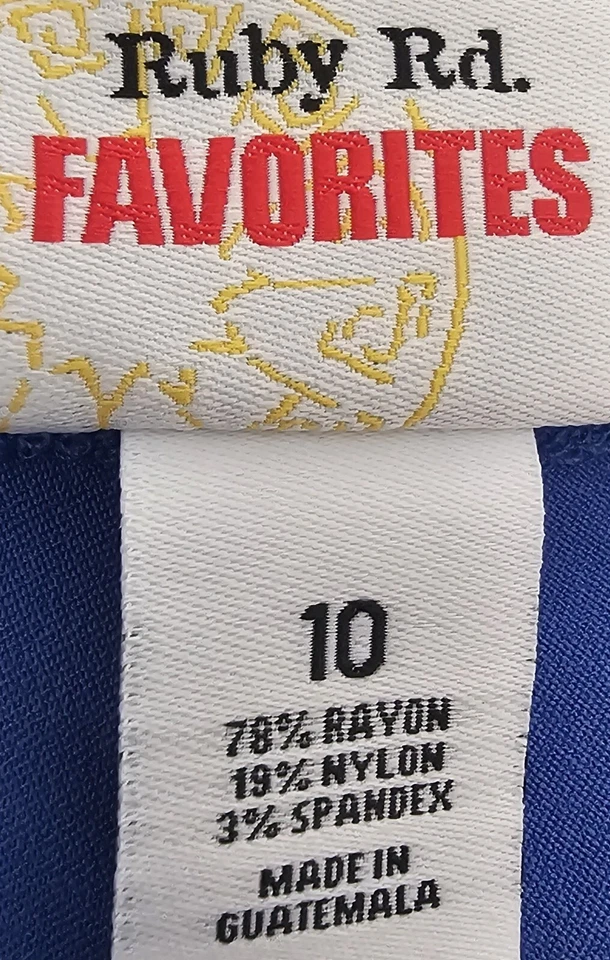 Ruby Rd.
FAVORITES
10
78% RAYON
19% NYLON
3% SPANDEX
MADE IN
GUATEMALA